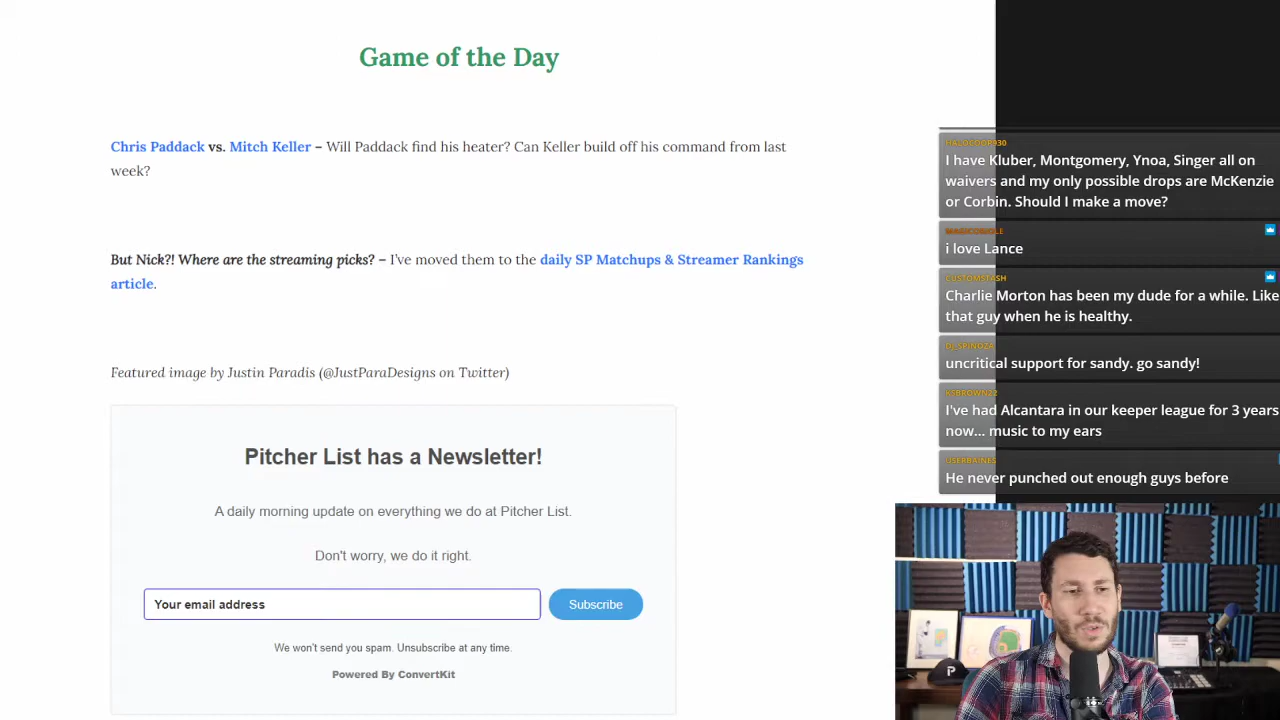 Game of the Day
Chris Paddack vs. Mitch Keller – Will Paddack find his heater? Can Keller build off his command from last
week?
But Nick?! Where are the streaming picks? – I've moved them to the daily SP Matchups & Streamer Rankings
article.
Featured image by Justin Paradis (@JustParaDesigns on Twitter)
Pitcher List has a Newsletter!
A daily morning update on everything we do at Pitcher List.
Don't worry, we do it right.
Your email address
Subscribe
We won't send you spam. Unsubscribe at any time.
Powered By ConvertKit
I have Kluber, Montgomery, Ynoa, Singer all on
waivers and my only possible drops are McKenzie
or Corbin. Should I make a move?
i love Lance
CUSTOMSTASH
Charlie Morton has been my dude for a while. Like
that guy when he is healthy.
DJ_SPINOZA
uncritical support for sandy. go sandy!
KSBROWN22
I've had Alcantara in our keeper league for 3 years
now... music to my ears
USERBAINES
He never punched out enough guys before
P